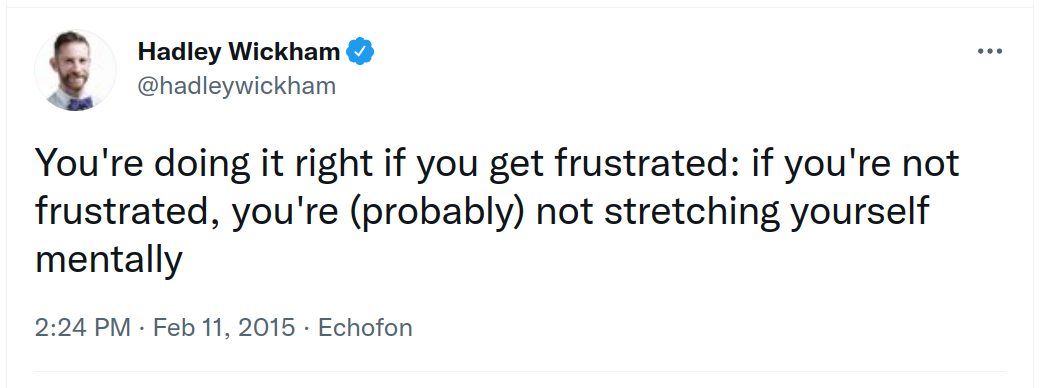 Hadley Wickham
@hadleywickham
You're doing it right if you get frustrated: if you're not
frustrated, you're (probably) not stretching yourself
mentally
2:24 PM · Feb 11, 2015 · Echofon